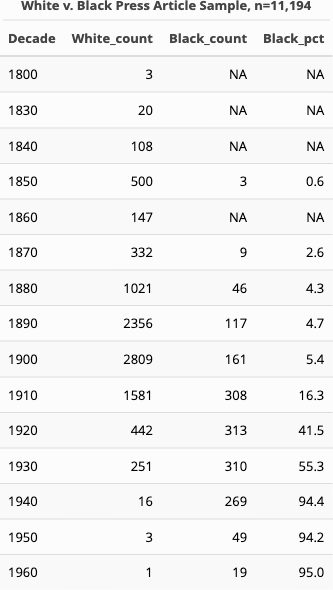 White v. Black Press Article Sample, n=11,194
Decade White_count Black_count Black_pct
1800 3 NA NA
1830 20 NA NA
1840 108 NA NA
1850 500 3 0.6
1860 147 NA NA
1870 332 9 2.6
1880 1021 46 4.3
1890 2356 117 4.7
1900 2809 161 5.4
1910 1581 308 16.3
1920 442 313 41.5
1930 251 310 55.3
1940 16 269 94.4
1950 3 49 94.2
1960 1 19 95.0